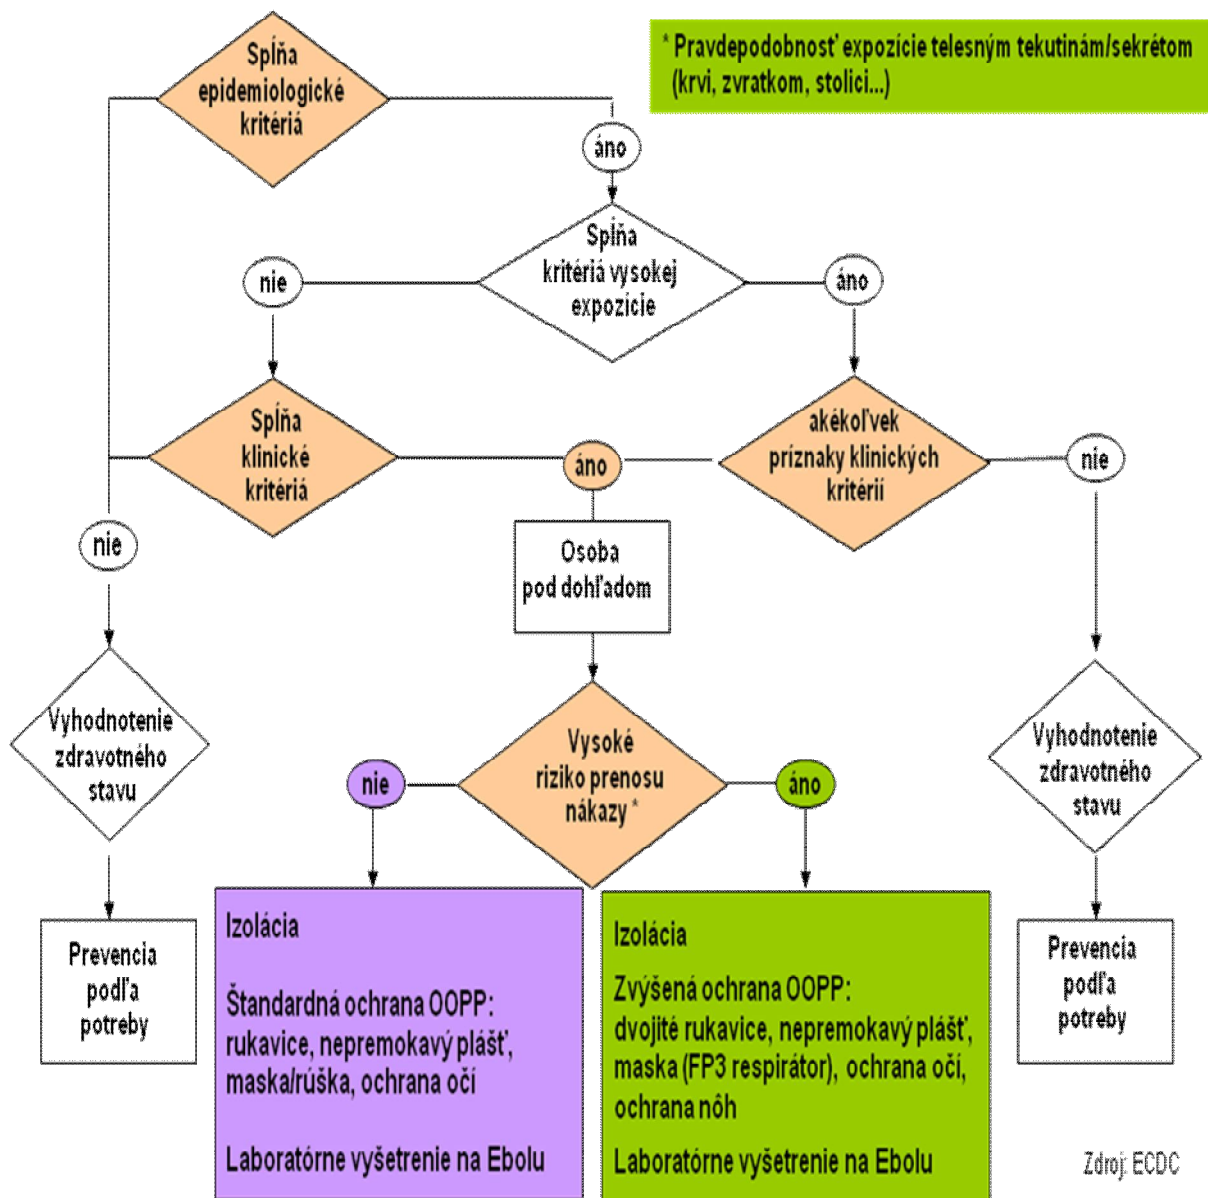 Spĺňa
epidemiologické
kritériá
* Pravdepodobnosť expozície telesným tekutinám/sekrétom
(krvi, zvratkom, stolici...)
áno
Spĺňa
kritériá vysokej
expozície
nie
áno
Spĺňa
klinické
kritériá
áno
akékoľvek
príznaky klinických
kritérií
nie
nie
Osoba
pod dohľadom
Vyhodnotenie
zdravotného
stavu
Vysoké
riziko prenosu
nákazy *
nie
áno
Vyhodnotenie
zdravotného
stavu
Prevencia
podľa
potreby
Izolácia
Štandardná ochrana OOPP:
rukavice, nepremokavý plášť,
maska/rúška, ochrana očí
Laboratórne vyšetrenie na Ebolu
Izolácia
Zvýšená ochrana OOPP:
dvojité rukavice, nepremokavý plášť,
maska (FP3 respirátor), ochrana očí,
ochrana nôh
Laboratórne vyšetrenie na Ebolu
Prevencia
podľa
potreby
Zdroj: ECDC